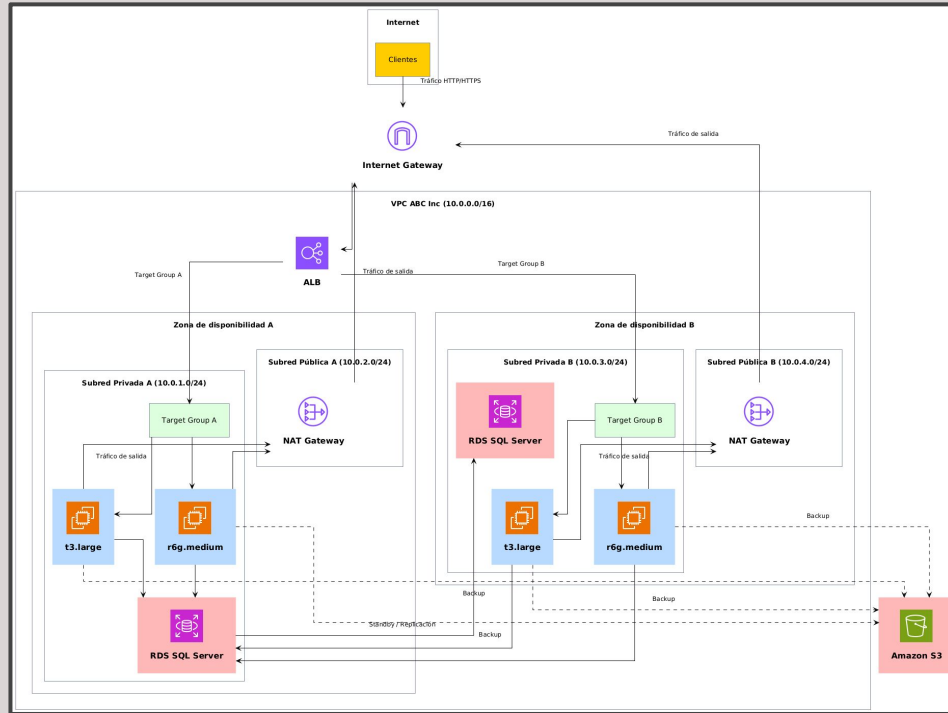 Internet
Clientes
Tráfico HTTP/HTTPS
Tráfico de salida
Internet Gateway
VPC ABC Inc (10.0.0.0/16)
ALB
Target Group A
Tráfico de salida
Target Group B
Zona de disponibilidad A
Zona de disponibilidad B
Subred Pública A (10.0.2.0/24)
Subred Privada A (10.0.1.0/24)
Subred Privada B (10.0.3.0/24)
Subred Pública B (10.0.4.0/24)
Target Group A
NAT Gateway
RDS SQL Server
Target Group B
NAT Gateway
Tráfico de salida
Tráfico de salida
t3.large
r6g.medium
t3.large
r6g.medium
Backup
Backup
Backup
Standby / Replicación
Backup
RDS SQL Server
Amazon S3